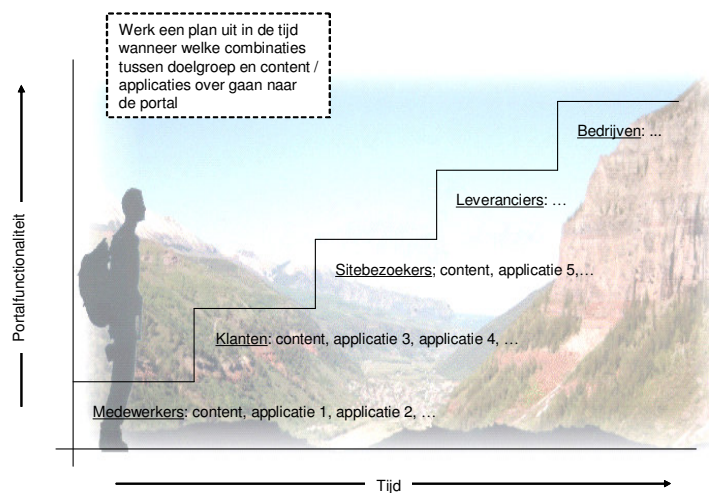 Werk een plan uit in de tijd
wanneer welke combinaties
tussen doelgroep en content /
applicaties over gaan naar
de portal
Bedrijven: ...
Leveranciers: …
Sitebezoekers; content, applicatie 5,…
Klanten: content, applicatie 3, applicatie 4, …
Medewerkers: content, applicatie 1, applicatie 2, …
Portalfunctionaliteit
Tijd